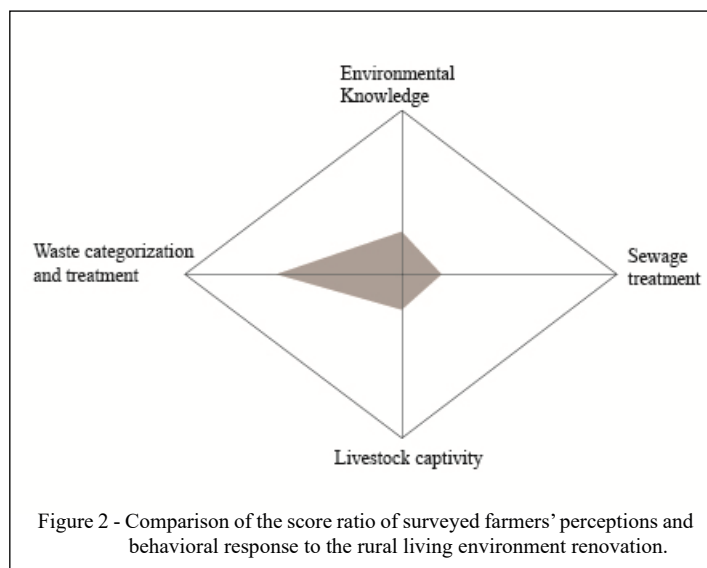 Environmental
Knowledge
Waste categorization
and treatment
Sewage
treatment
Livestock captivity
Figure 2 - Comparison of the score ratio of surveyed farmers’ perceptions and
behavioral response to the rural living environment renovation.